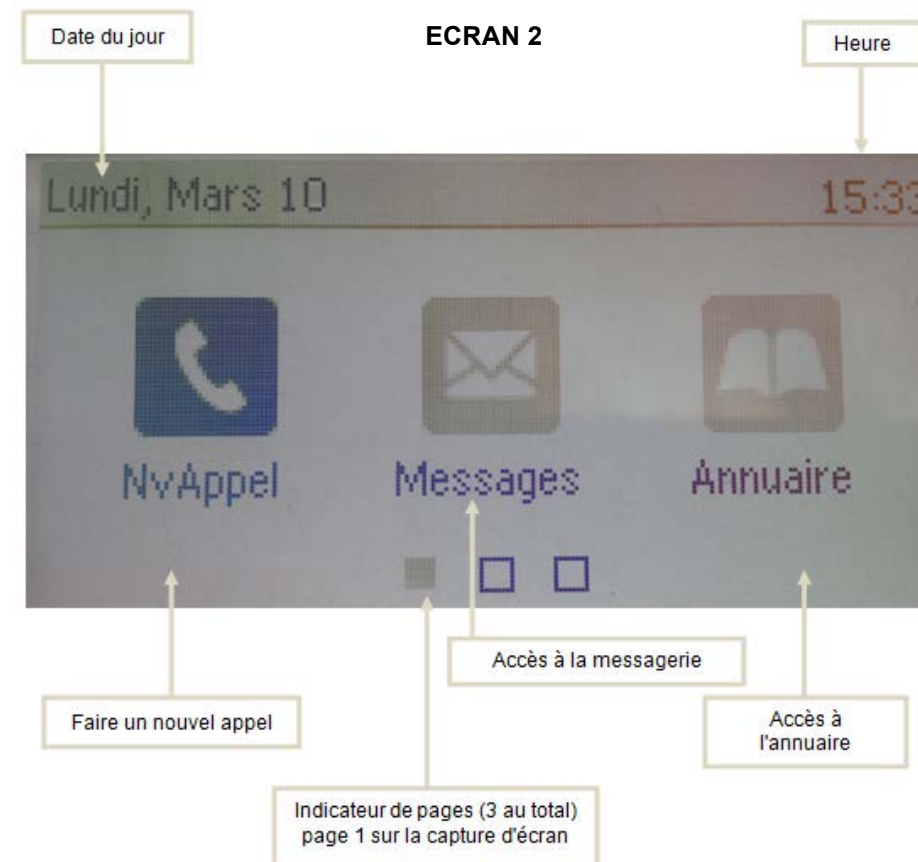 Date du jour
ECRAN 2
Heure
Lundi, Mars 10
15:33
NvAppel
Messages
Annuaire
Accès à la messagerie
Faire un nouvel appel
Accès à
l'annuaire
Indicateur de pages (3 au total)
page 1 sur la capture d'écran